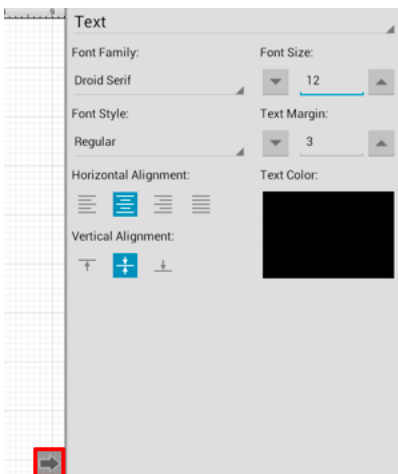 9
Text
Font Family:
Font Size:
Droid Serif
12
Font Style:
Text Margin:
Regular
3
Horizontal Alignment:
Text Color:
Vertical Alignment: